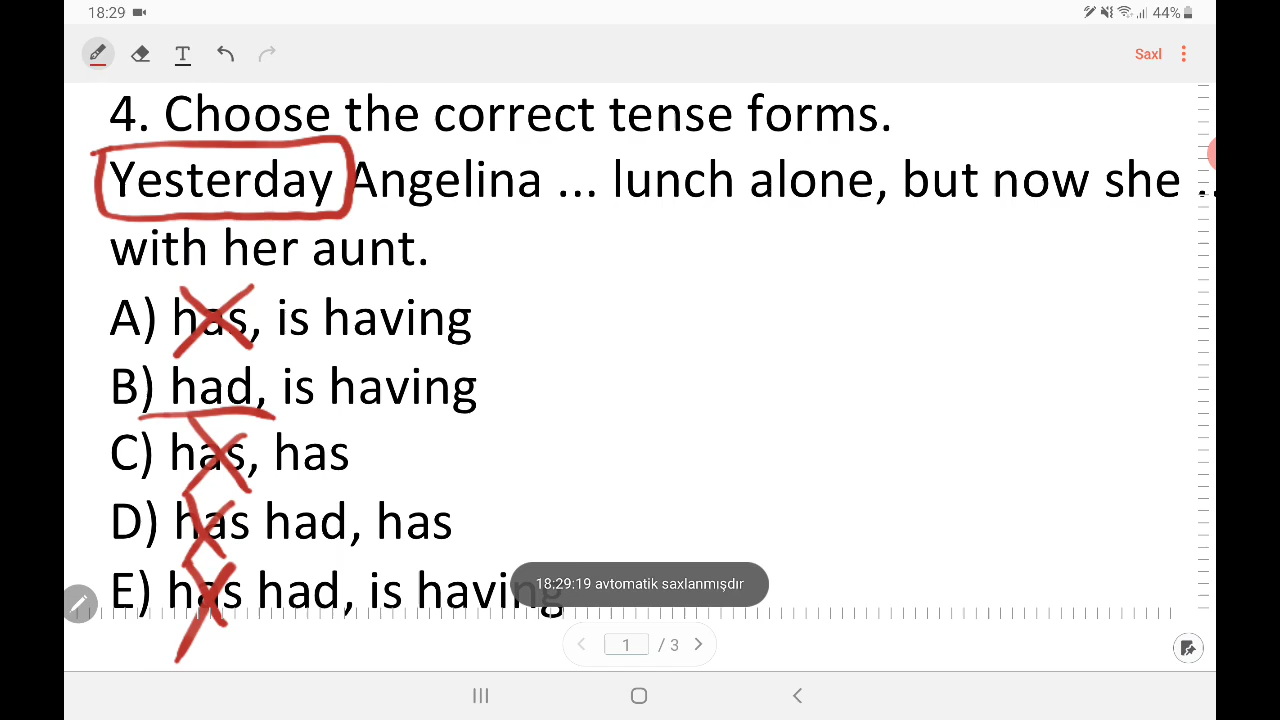 18:29 44%
T Saxl
4. Choose the correct tense forms.
Yesterday Angelina ... lunch alone, but now she ..
with her aunt.
A) has, is having
B) had, is having
C) has, has
D) has had, has
E) has had, is having
18:29:19 avtomatik saxlanmışdır
1 / 3